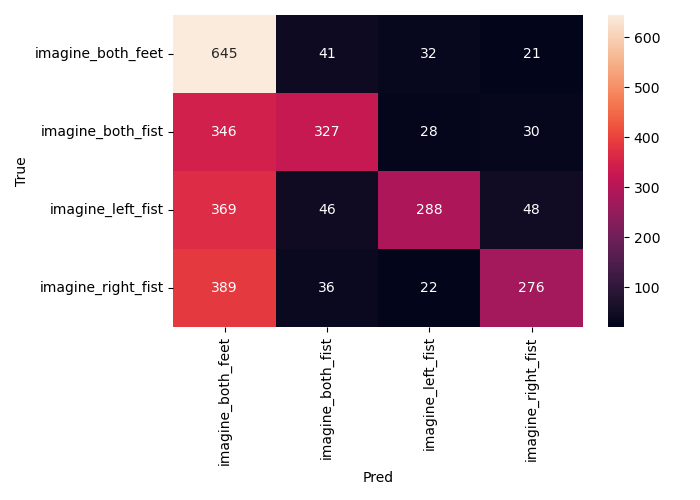 imagine_both_feet 645 41 32 21
imagine_both_fist 346 327 28 30
imagine_left_fist 369 46 288 48
imagine_right_fist 389 36 22 276
True
imagine_both_feet
imagine_both_fist
imagine_left_fist
imagine_right_fist
Pred
600
500
400
300
200
100